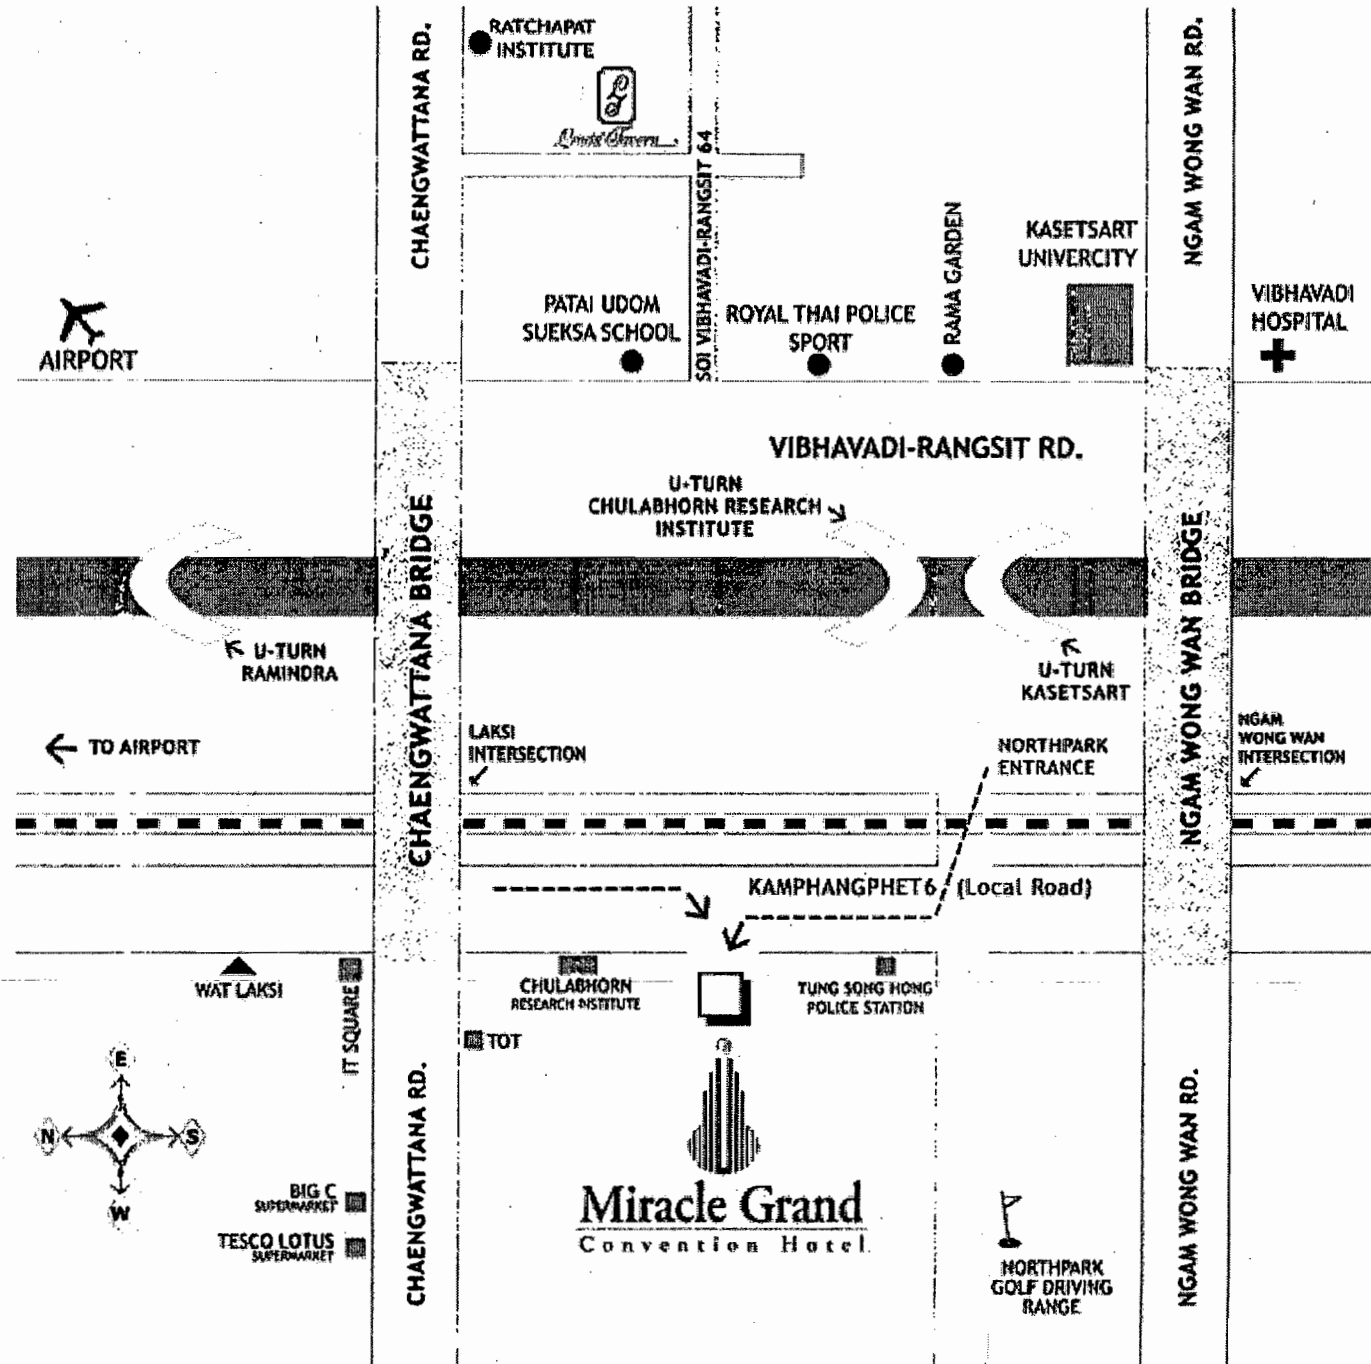 CHAENGWATTANA RD.
RATCHAPAT
INSTITUTE
NGAM WONG WAN RD.
SOI VIBHAVADI-RANGSIT 64
AIRPORT
PATAI UDOM
SUEKSA SCHOOL
ROYAL THAI POLICE
SPORT
RAMA GARDEN
KASETSART
UNIVERCITY
VIBHAVADI
HOSPITAL
VIBHAVADI-RANGSIT RD.
U-TURN
CHULABHORN RESEARCH
INSTITUTE
CHAENGWATTANA BRIDGE
NGAM WONG WAN BRIDGE
U-TURN
RAMINDRA
U-TURN
KASETSART
TO AIRPORT
LAKSI
INTERSECTION
NORTHPARK
ENTRANCE
NGAM
WONG WAN
INTERSECTION
KAMPHANGPHET 6 (Local Road)
WAT LAKSI
IT SQUARE
CHULABHORN
RESEARCH INSTITUTE
TUNG SONG HONG
POLICE STATION
TOT
CHAENGWATTANA RD.
NGAM WONG WAN RD.
E
N
S
W
BIG C
SUPERMARKET
TESCO LOTUS
SUPERMARKET
Miracle Grand
Convention Hotel
NORTHPARK
GOLF DRIVING
RANGE